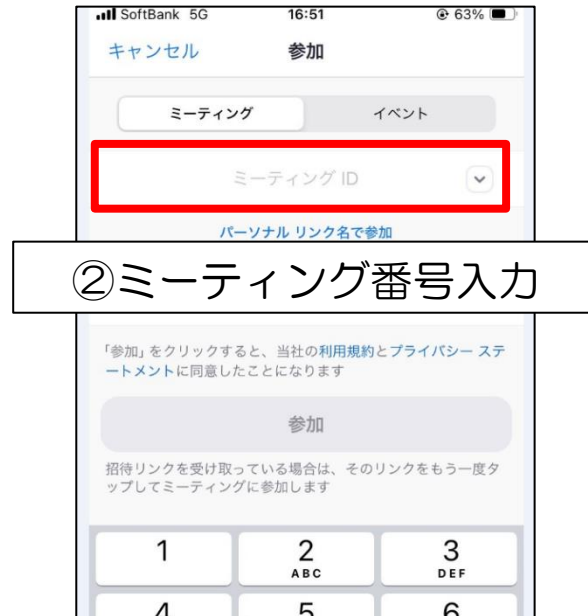 SoftBank 5G 16:51 63%
キャンセル 参加
ミーティング イベント
ミーティング ID
パーソナル リンク名で参加
②ミーティング番号入力
「参加」をクリックすると、当社の利用規約とプライバシー ステ
ートメントに同意したことになります
参加
招待リンクを受け取っている場合は、そのリンクをもう一度タ
ップしてミーティングに参加します
1 2 3
ABC DEF
4 5 6